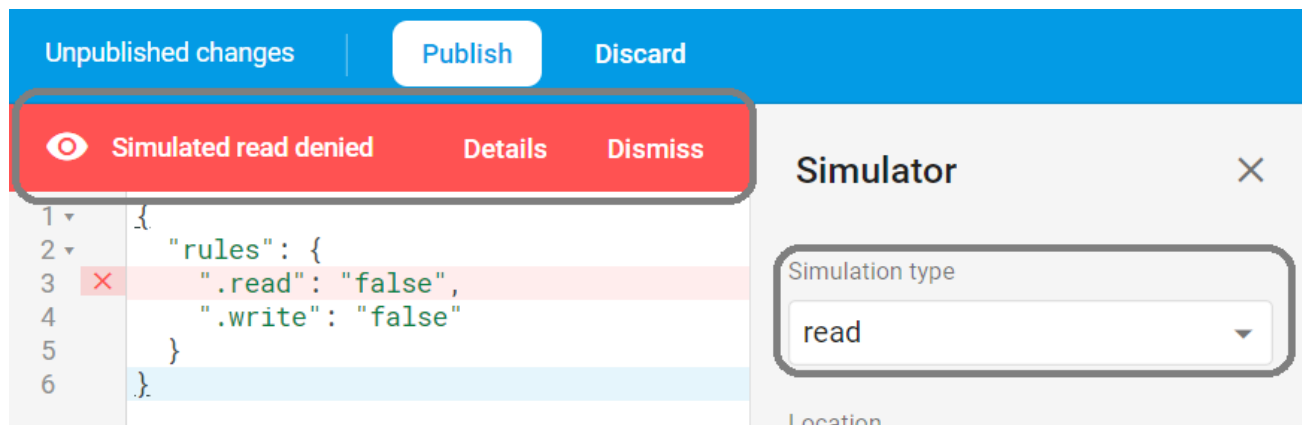 Unpublished changes Publish Discard
Simulated read denied Details Dismiss
1 {
2 "rules": {
3 ".read": "false",
4 ".write": "false"
5 }
6 }
Simulator
Simulation type
read
Location